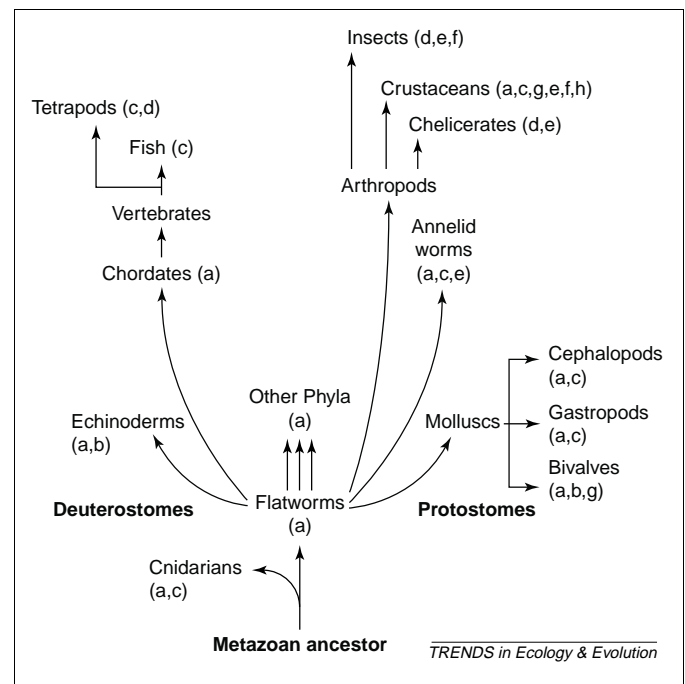 Insects (d,e,f)
Crustaceans (a,c,g,e,f,h)
Tetrapods (c,d)
Chelicerates (d,e)
Fish (c)
Arthropods
Vertebrates
Annelid
worms
(a,c,e)
Chordates (a)
Cephalopods
(a,c)
Other Phyla
(a)
Echinoderms
(a,b)
Molluscs
Gastropods
(a,c)
Bivalves
(a,b,g)
Deuterostomes
Flatworms
(a)
Protostomes
Cnidarians
(a,c)
Metazoan ancestor
TRENDS in Ecology & Evolution